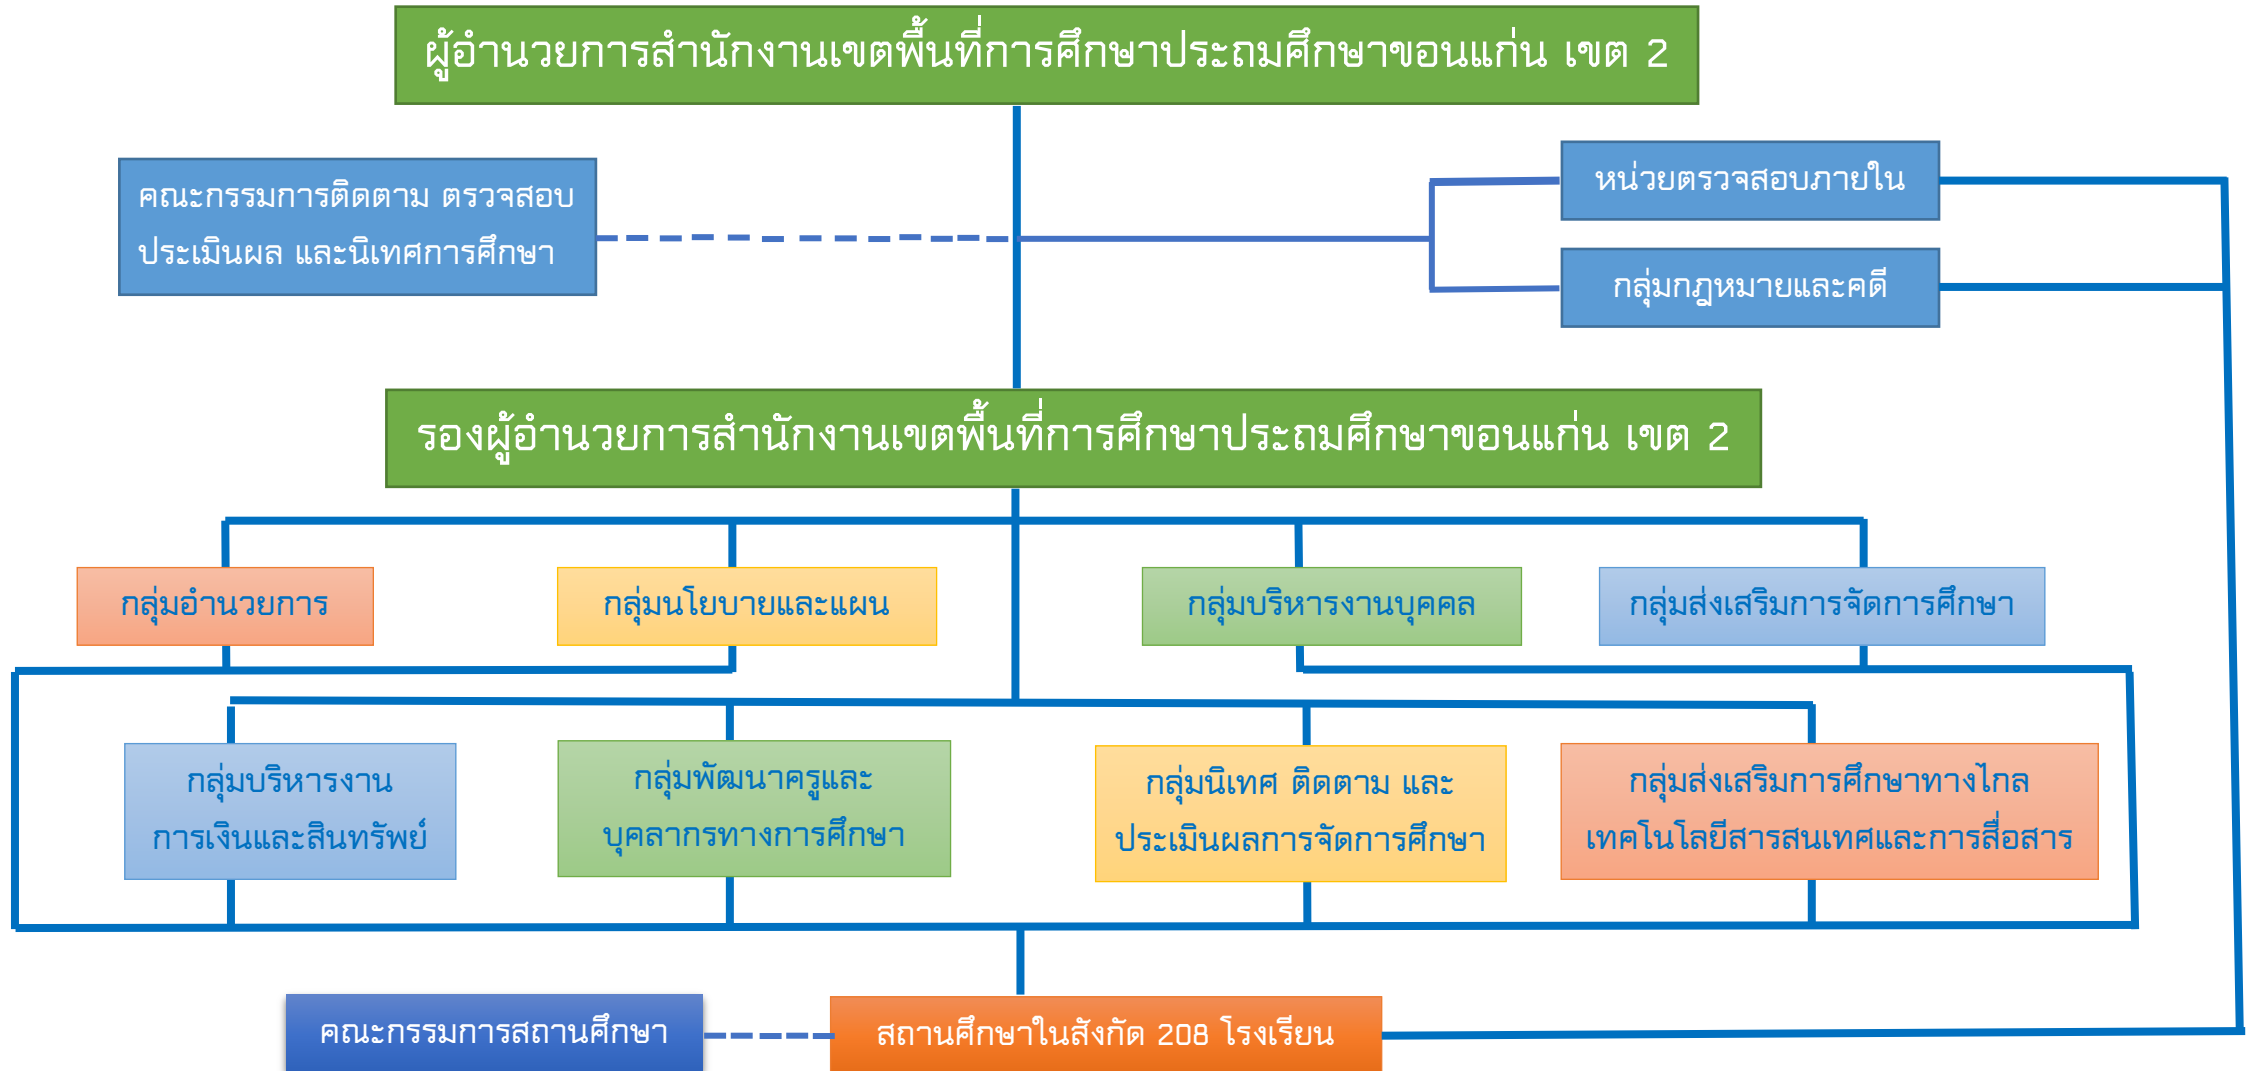 ผู้อำนวยการสำนักงานเขตพื้นที่การศึกษาประถมศึกษาขอนแก่น เขต 2
คณะกรรมการติดตาม ตรวจสอบ
ประเมินผล และนิเทศการศึกษา
หน่วยตรวจสอบภายใน
กลุ่มกฎหมายและคดี
รองผู้อำนวยการสำนักงานเขตพื้นที่การศึกษาประถมศึกษาขอนแก่น เขต 2
กลุ่มอำนวยการ
กลุ่มนโยบายและแผน
กลุ่มบริหารงานบุคคล
กลุ่มส่งเสริมการจัดการศึกษา
กลุ่มบริหารงาน
การเงินและสินทรัพย์
กลุ่มพัฒนาครูและ
บุคลากรทางการศึกษา
กลุ่มนิเทศ ติดตาม และ
ประเมินผลการจัดการศึกษา
กลุ่มส่งเสริมการศึกษาทางไกล
เทคโนโลยีสารสนเทศและการสื่อสาร
คณะกรรมการสถานศึกษา
สถานศึกษาในสังกัด 208 โรงเรียน